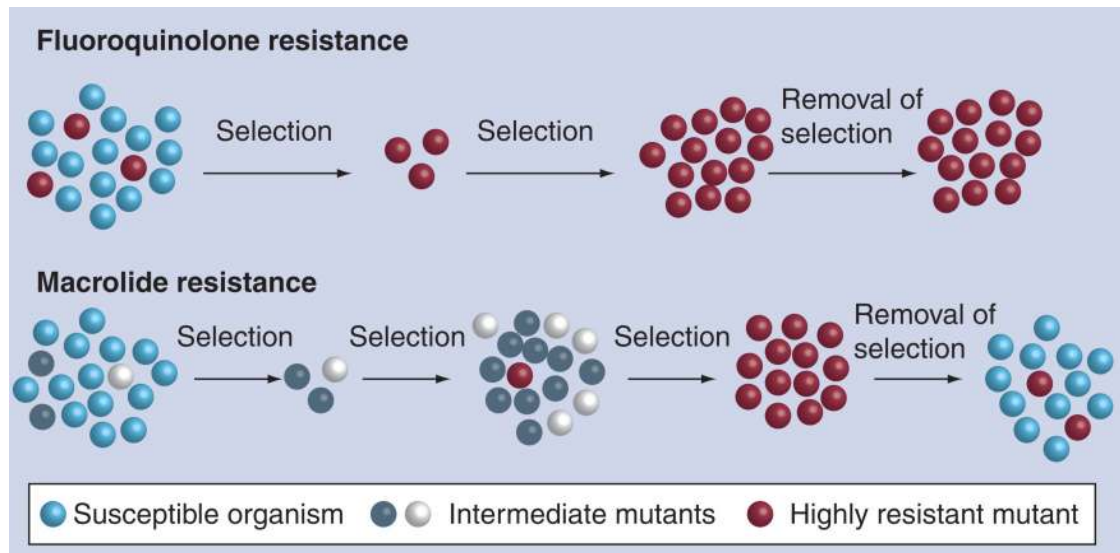 Fluoroquinolone resistance
Selection
Selection
Removal of
selection
Macrolide resistance
Selection
Selection
Selection
Removal of
selection
Susceptible organism
Intermediate mutants
Highly resistant mutant